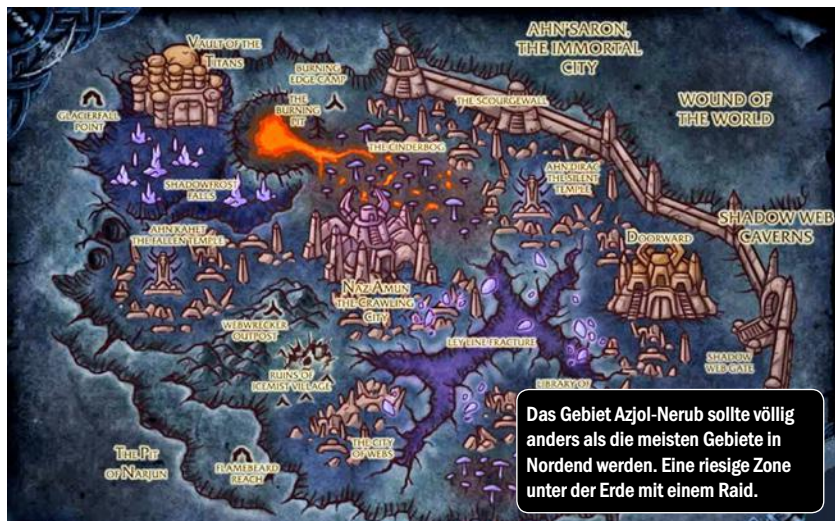 AHN'SARON,
THE IMMORTAL
CITY
VAULT OF THE
TITANS
BURNING
EDGE CAMP
THE
BURNING
PIT
THE SCOURGEWALL
WOUND OF
THE WORLD
GLACIERFALL
POINT
THE CINDERBOG
SHADOWFROST
FALLS
AHN'DIRAC
THE SILENT
TEMPLE
SHADOW WEB
CAVERNS
AHN'KAHET
THE FALLEN TEMPLE
DOORWARD
NAZ'AMUN
THE CRAWLING
CITY
WEBWRECKER
OUTPOST
LEY LINE FRACTURE
SHADOW
WEB GATE
RUINS OF
ICEMIST VILLAGE
LIBRARY OF
THE PIT
OF NARJUN
FLAMEBEARD
REACH
THE CITY
OF WEBS
Das Gebiet Azjol-Nerub sollte völlig
anders als die meisten Gebiete in
Nordend werden. Eine riesige Zone
unter der Erde mit einem Raid.